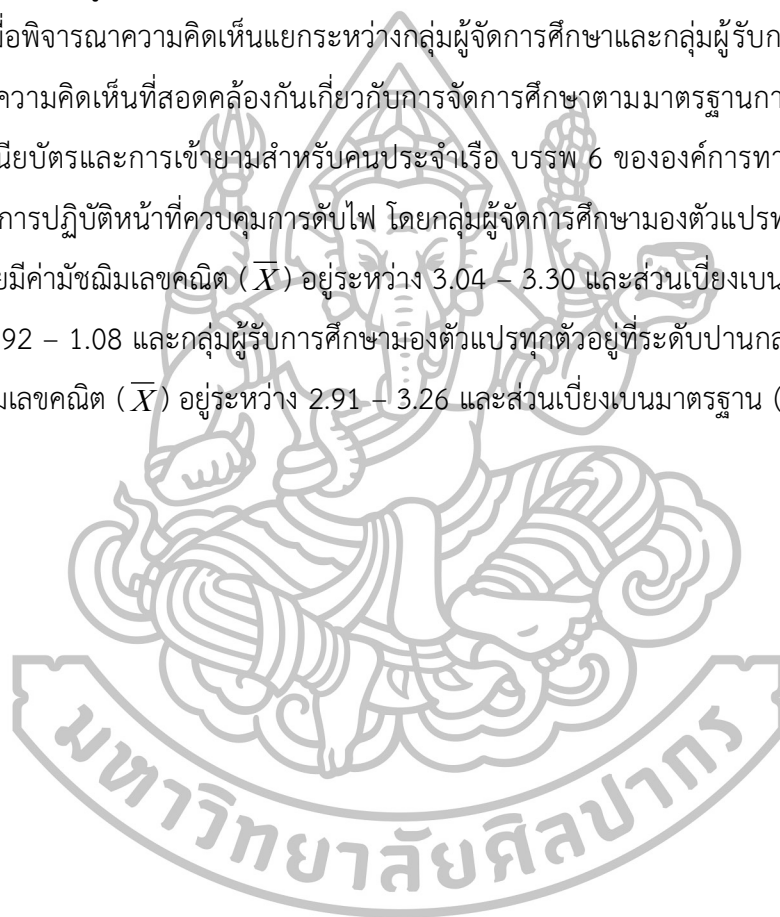 มื่อพิจารณาความคิดเห็นแยกระหว่างกลุ่มผู้จัดการศึกษาและกลุ่มผู้รับก
ความคิดเห็นที่สอดคล้องกันเกี่ยวกับการจัดการศึกษาตามมาตรฐานกา
นียบัตรและการเข้ายามสำหรับคนประจำเรือ บรรพ 6 ขององค์การทา
การปฏิบัติหน้าที่ควบคุมการดับไฟ โดยกลุ่มผู้จัดการศึกษามองตัวแปรท
ยมีค่ามัชฌิมเลขคณิต (X̅) อยู่ระหว่าง 3.04 – 3.30 และส่วนเบี่ยงเบน
92 – 1.08 และกลุ่มผู้รับการศึกษามองตัวแปรทุกตัวอยู่ที่ระดับปานกล
มเลขคณิต (X̅) อยู่ระหว่าง 2.91 – 3.26 และส่วนเบี่ยงเบนมาตรฐาน (
มหาวิทยาลัยศิลปากร